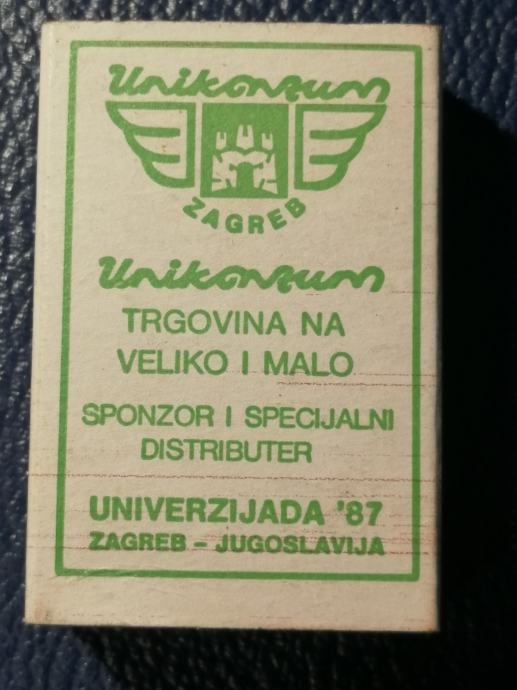 Unikonzum
ZAGREB
Unikonzum
TRGOVINA NA
VELIKO I MALO
SPONZOR I SPECIJALNI
DISTRIBUTER
UNIVERZIJADA '87
ZAGREB – JUGOSLAVIJA